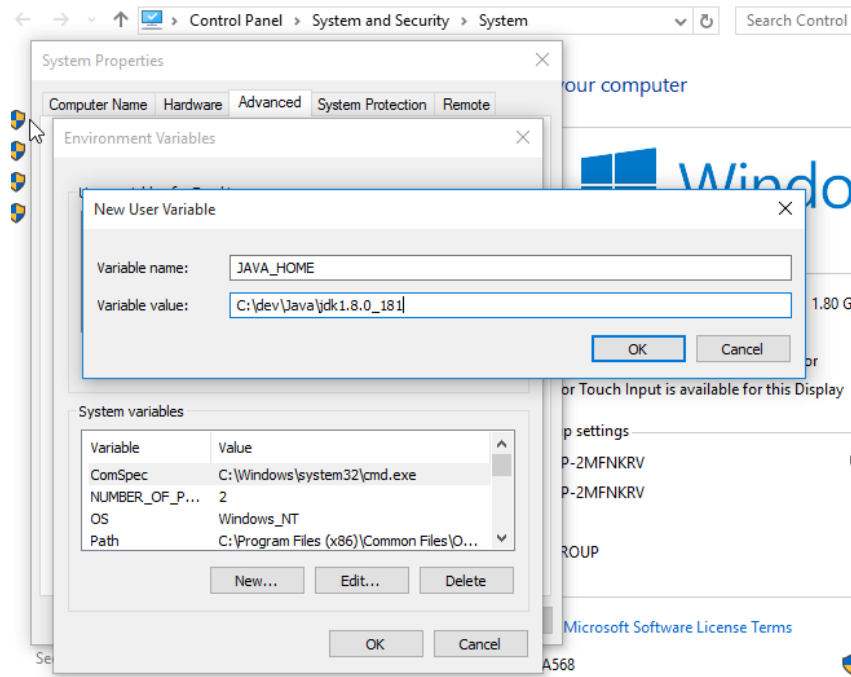 Control Panel > System and Security > System
Search Control
System Properties
Computer Name Hardware Advanced System Protection Remote
your computer
Environment Variables
New User Variable
Variable name: JAVA_HOME
Variable value: C:\dev\Java\jdk1.8.0_181
1.80 G
OK Cancel
or
or Touch Input is available for this Display
System variables
p settings
Variable Value
ComSpec C:\Windows\system32\cmd.exe
P-2MFNKRV
NUMBER_OF_P... 2
P-2MFNKRV
OS Windows_NT
Path C:\Program Files (x86)\Common Files\O...
ROUP
New... Edit... Delete
Microsoft Software License Terms
OK Cancel
Se
A568